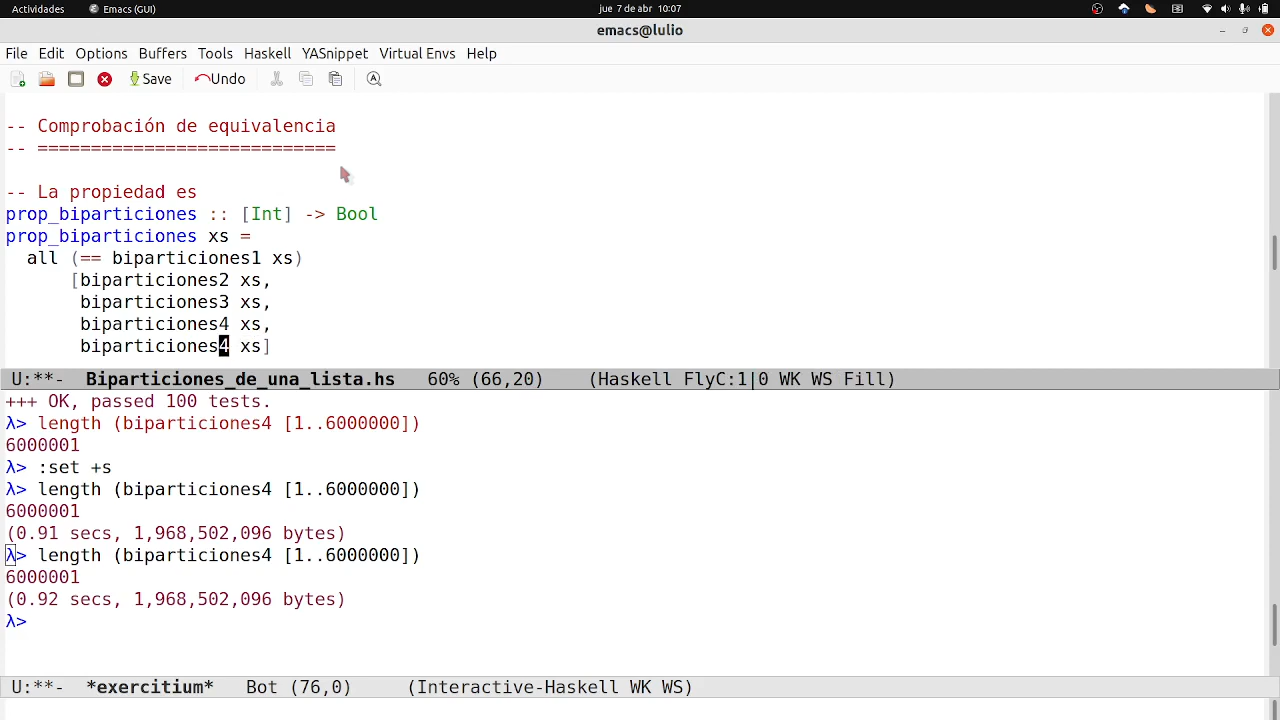 Actividades Emacs (GUI) jue 7 de abr 10:07
emacs@lulio
File Edit Options Buffers Tools Haskell YASnippet Virtual Envs Help
Save Undo
-- Comprobación de equivalencia
-- ============================
-- La propiedad es
prop_biparticiones :: [Int] -> Bool
prop_biparticiones xs =
  all (== biparticiones1 xs)
      [biparticiones2 xs,
       biparticiones3 xs,
       biparticiones4 xs,
       biparticiones4 xs]
U:**-  Biparticiones_de_una_lista.hs   60% (66,20)    (Haskell FlyC:1|0 WK WS Fill)
+++ OK, passed 100 tests.
λ> length (biparticiones4 [1..6000000])
6000001
λ> :set +s
λ> length (biparticiones4 [1..6000000])
6000001
(0.91 secs, 1,968,502,096 bytes)
λ> length (biparticiones4 [1..6000000])
6000001
(0.92 secs, 1,968,502,096 bytes)
λ>
U:**-  *exercitium*   Bot (76,0)     (Interactive-Haskell WK WS)